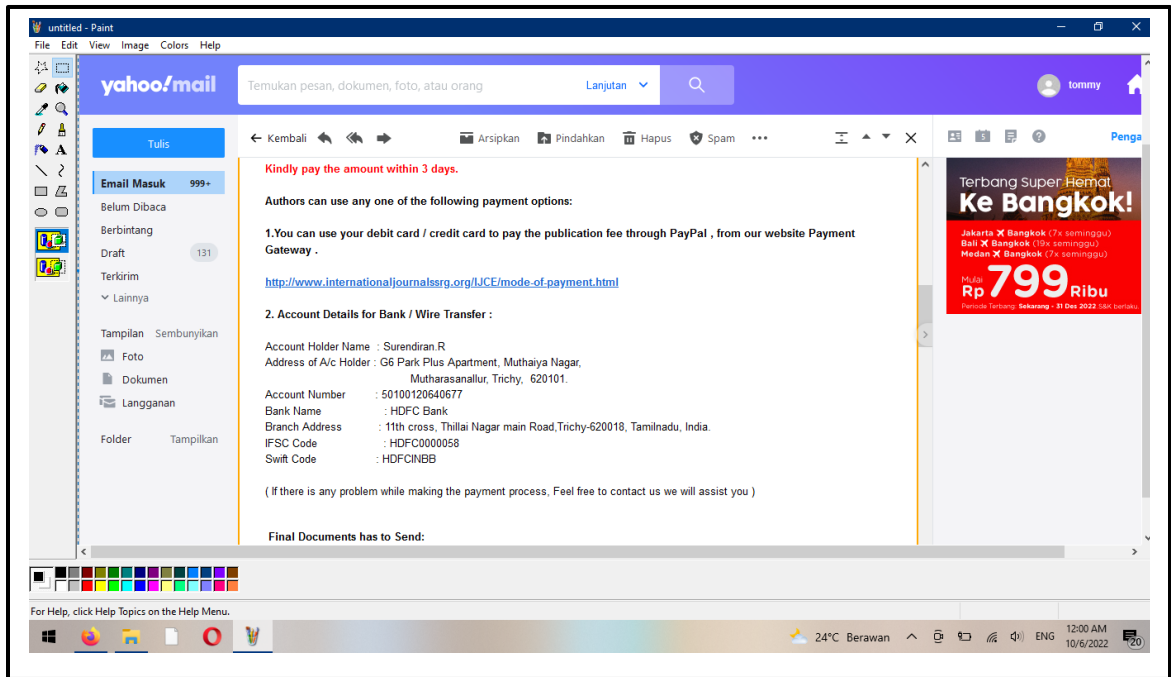 untitled - Paint
File Edit View Image Colors Help
yahoo!mail
Temukan pesan, dokumen, foto, atau orang
Lanjutan
tommy
Tulis
Kembali
Arsipkan
Pindahkan
Hapus
Spam
Email Masuk 999+
Belum Dibaca
Berbintang
Draft 131
Terkirim
Lainnya
Tampilan Sembunyikan
Foto
Dokumen
Langganan
Folder Tampilkan
Kindly pay the amount within 3 days.
Authors can use any one of the following payment options:
1.You can use your debit card / credit card to pay the publication fee through PayPal , from our website Payment
Gateway .
http://www.internationaljournalssrg.org/IJCE/mode-of-payment.html
2. Account Details for Bank / Wire Transfer :
Account Holder Name : Surendiran.R
Address of A/c Holder : G6 Park Plus Apartment, Muthaiya Nagar,
Mutharasanallur, Trichy, 620101.
Account Number : 50100120640677
Bank Name : HDFC Bank
Branch Address : 11th cross, Thillai Nagar main Road,Trichy-620018, Tamilnadu, India.
IFSC Code : HDFC0000058
Swift Code : HDFCINBB
( If there is any problem while making the payment process, Feel free to contact us we will assist you )
Final Documents has to Send:
Penga
Terbang Super Hemat
Ke Bangkok!
Jakarta X Bangkok (7x seminggu)
Bali X Bangkok (19x seminggu)
Medan X Bangkok (7x seminggu)
Mulai
Rp 799 Ribu
Periode Terbang: Sekarang - 31 Des 2022 S&K berlaku
For Help, click Help Topics on the Help Menu.
24°C Berawan
ENG
12:00 AM
10/6/2022
20